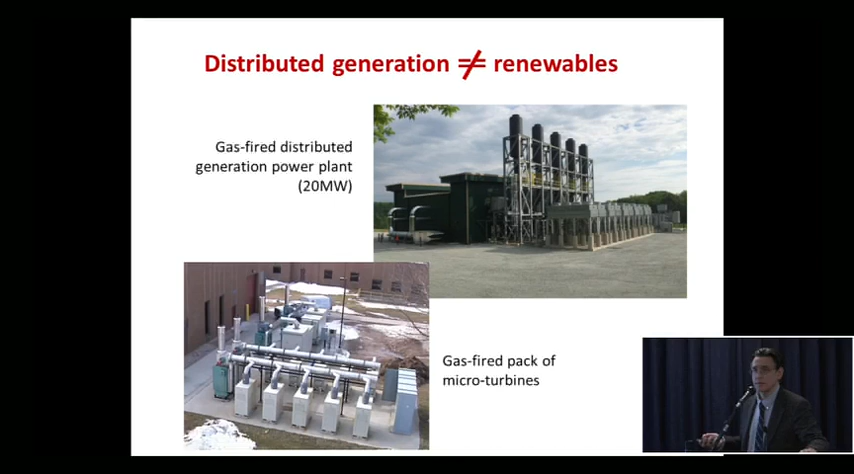 Distributed generation ≠ renewables
Gas-fired distributed
generation power plant
(20MW)
Gas-fired pack of
micro-turbines